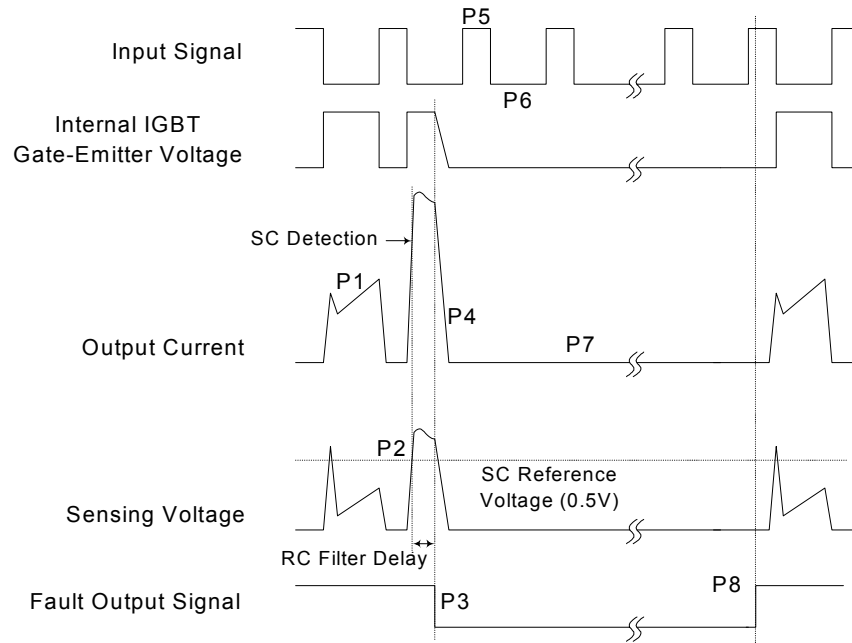 P5
Input Signal
P6
Internal IGBT
Gate-Emitter Voltage
SC Detection
P1
P4
Output Current
P7
P2
SC Reference
Voltage (0.5V)
Sensing Voltage
RC Filter Delay
P8
Fault Output Signal
P3